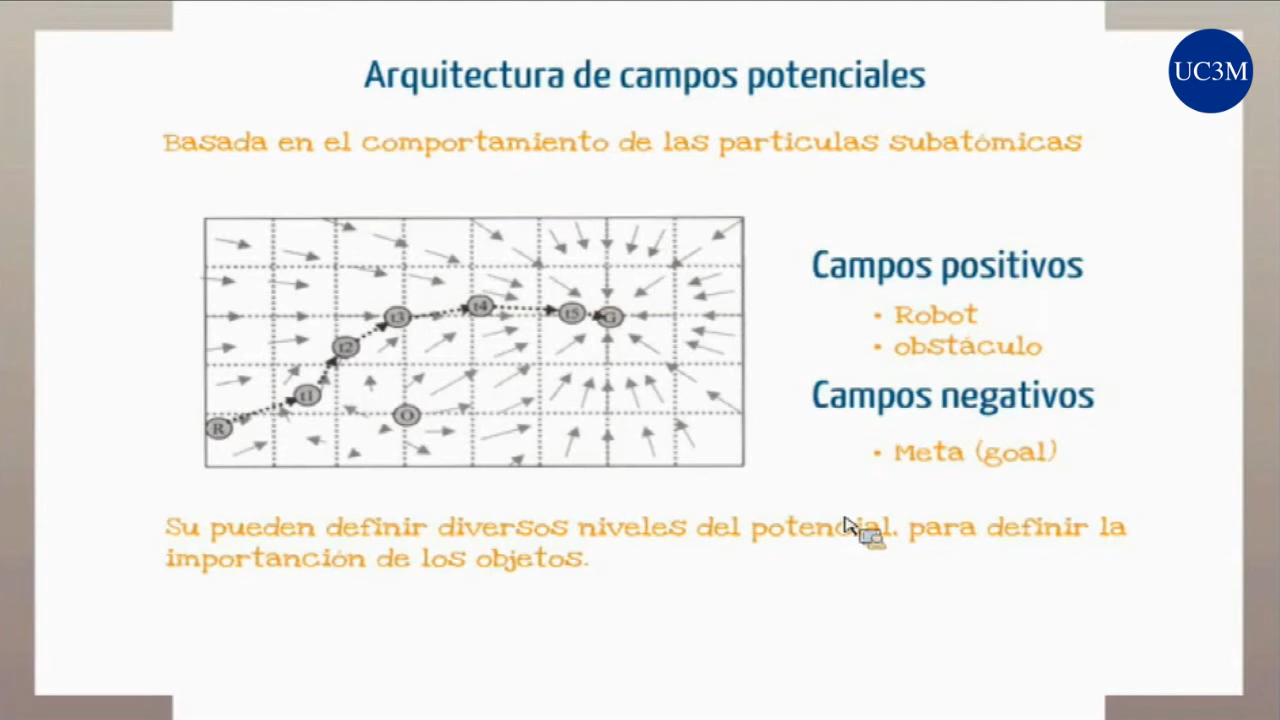 UC3M
Arquitectura de campos potenciales
Basada en el comportamiento de las particulas subatómicas
Campos positivos
• Robot
• obstáculo
Campos negativos
• Meta (goal)
t4
t5
G
t3
t2
t1
O
R
Su pueden definir diversos niveles del potencial, para definir la
importanción de los objetos.